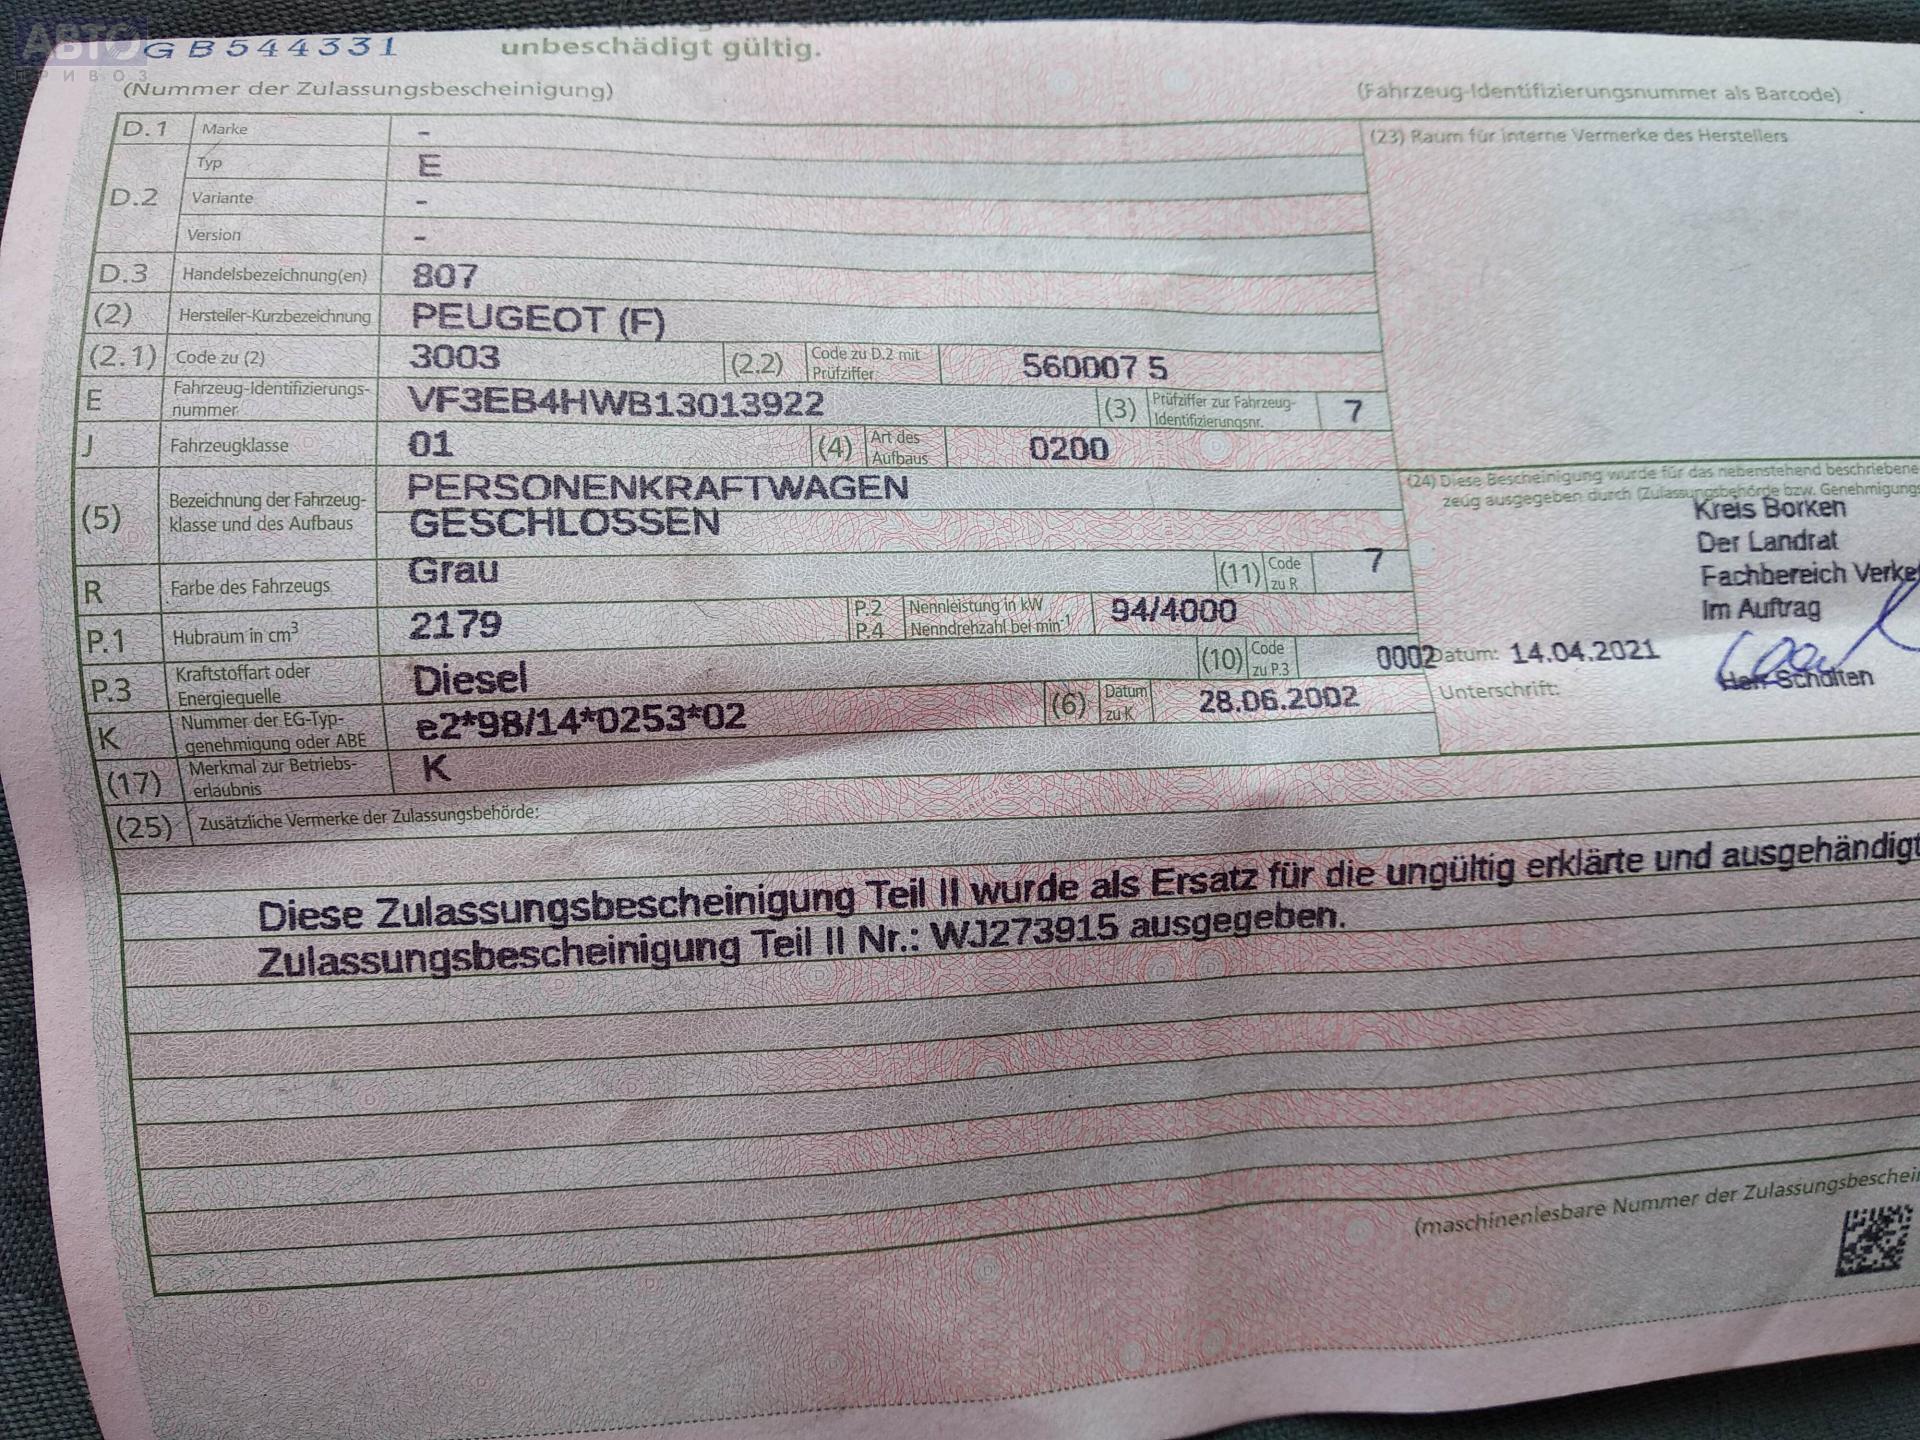 АВТО
ПРИВОЗ
GB544331
unbeschädigt gültig.
(Nummer der Zulassungsbescheinigung)
(Fahrzeug-Identifizierungsnummer als Barcode)
D.1 Marke -
D.2 Typ E
Variante -
Version -
D.3 Handelsbezeichnung(en) 807
(2) Hersteller-Kurzbezeichnung PEUGEOT (F)
(2.1) Code zu (2) 3003 (2.2) Code zu D.2 mit Prüfziffer 560007 5
E Fahrzeug-Identifizierungs-nummer VF3EB4HWB13013922 (3) Prüfziffer zur Fahrzeug-Identifizierungsnr. 7
J Fahrzeugklasse 01 (4) Art des Aufbaus 0200
(5) Bezeichnung der Fahrzeug-klasse und des Aufbaus PERSONENKRAFTWAGEN
GESCHLOSSEN
R Farbe des Fahrzeugs Grau (11) Code zu R 7
P.1 Hubraum in cm³ 2179 P.2 P.4 Nennleistung in kW Nenndrehzahl bei min⁻¹ 94/4000
P.3 Kraftstoffart oder Energiequelle Diesel (10) Code zu P.3 0002
K Nummer der EG-Typ-genehmigung oder ABE e2*98/14*0253*02 (6) Datum zu K 28.06.2002
(17) Merkmal zur Betriebs-erlaubnis K
(23) Raum für interne Vermerke des Herstellers
(24) Diese Bescheinigung wurde für das nebenstehend beschriebene
zeug ausgegeben durch (Zulassungsbehörde bzw. Genehmigungs
Kreis Borken
Der Landrat
Fachbereich Verke
Im Auftrag
Datum: 14.04.2021
Unterschrift: Herr Scholten
(25) Zusätzliche Vermerke der Zulassungsbehörde:
Diese Zulassungsbescheinigung Teil II wurde als Ersatz für die ungültig erklärte und ausgehändigt
Zulassungsbescheinigung Teil II Nr.: WJ273915 ausgegeben.
(maschinenlesbare Nummer der Zulassungsbeschein